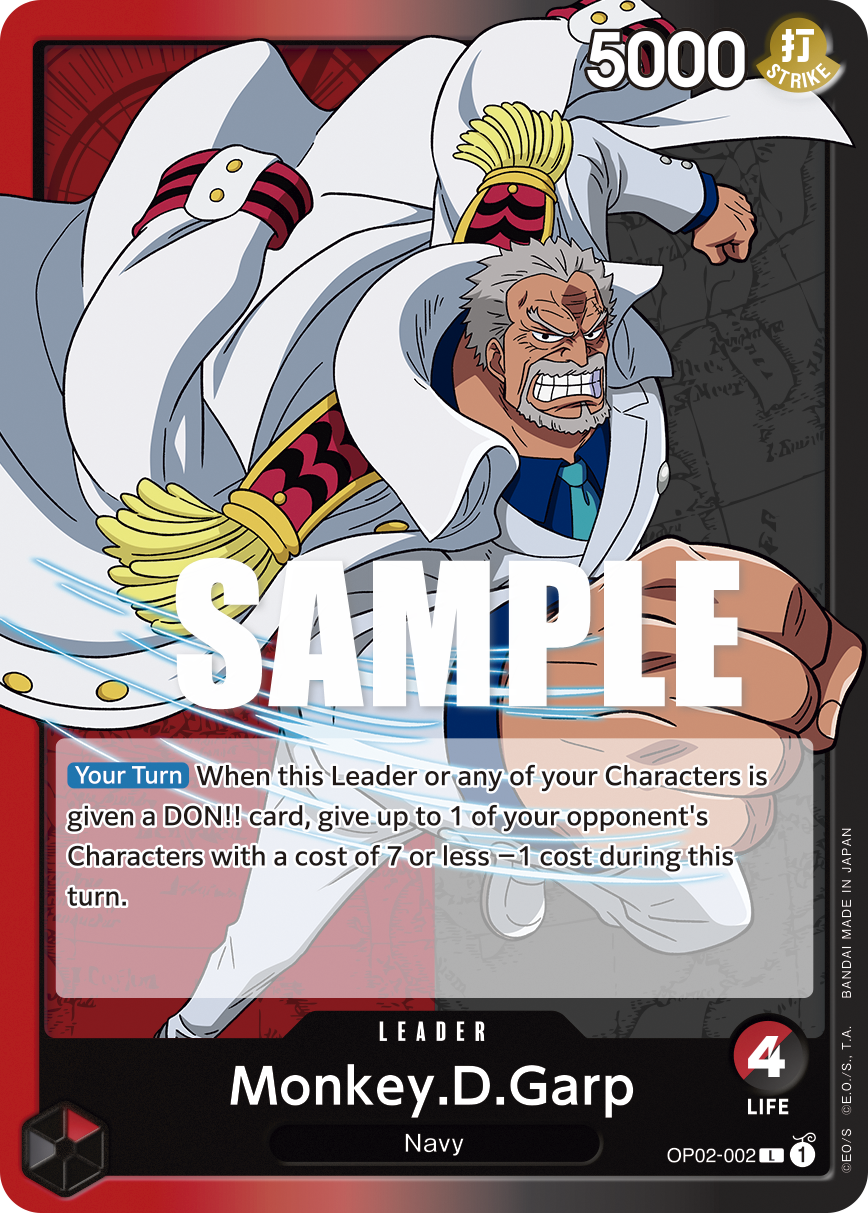 5000
打
STRIKE
SAMPLE
Your Turn When this Leader or any of your Characters is
given a DON!! card, give up to 1 of your opponent's
Characters with a cost of 7 or less −1 cost during this
turn.
LEADER
Monkey.D.Garp
4
LIFE
Navy
OP02-002 L 1
©EO/S ©E.O./S., T.A. BANDAI MADE IN JAPAN